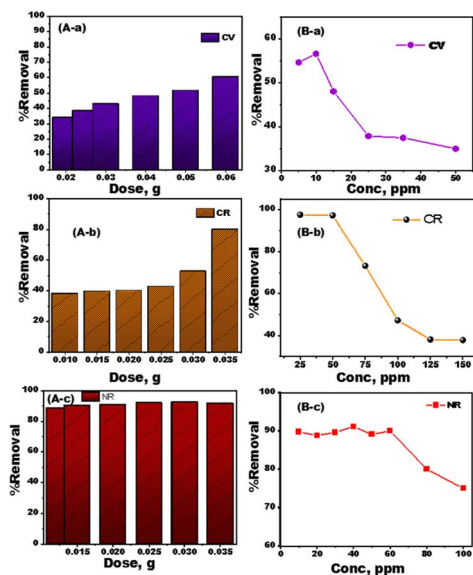 (A-a)
CV
%Removal
100
90
80
70
60
50
40
30
20
10
0
0.02
0.03
0.04
0.05
0.06
Dose, g
(B-a)
CV
%Removal
60
50
40
30
0
10
20
30
40
50
Conc, ppm
(A-b)
CR
%Removal
100
80
60
40
20
0
0.010
0.015
0.020
0.025
0.030
0.035
Dose, g
(B-b)
CR
%Removal
100
80
60
40
25
50
75
100
125
150
Conc, ppm
(A-c)
NR
%Removal
100
80
60
40
20
0
0.015
0.020
0.025
0.030
0.035
Dose, g
(B-c)
NR
%Removal
100
90
80
70
60
0
20
40
60
80
100
Conc, ppm